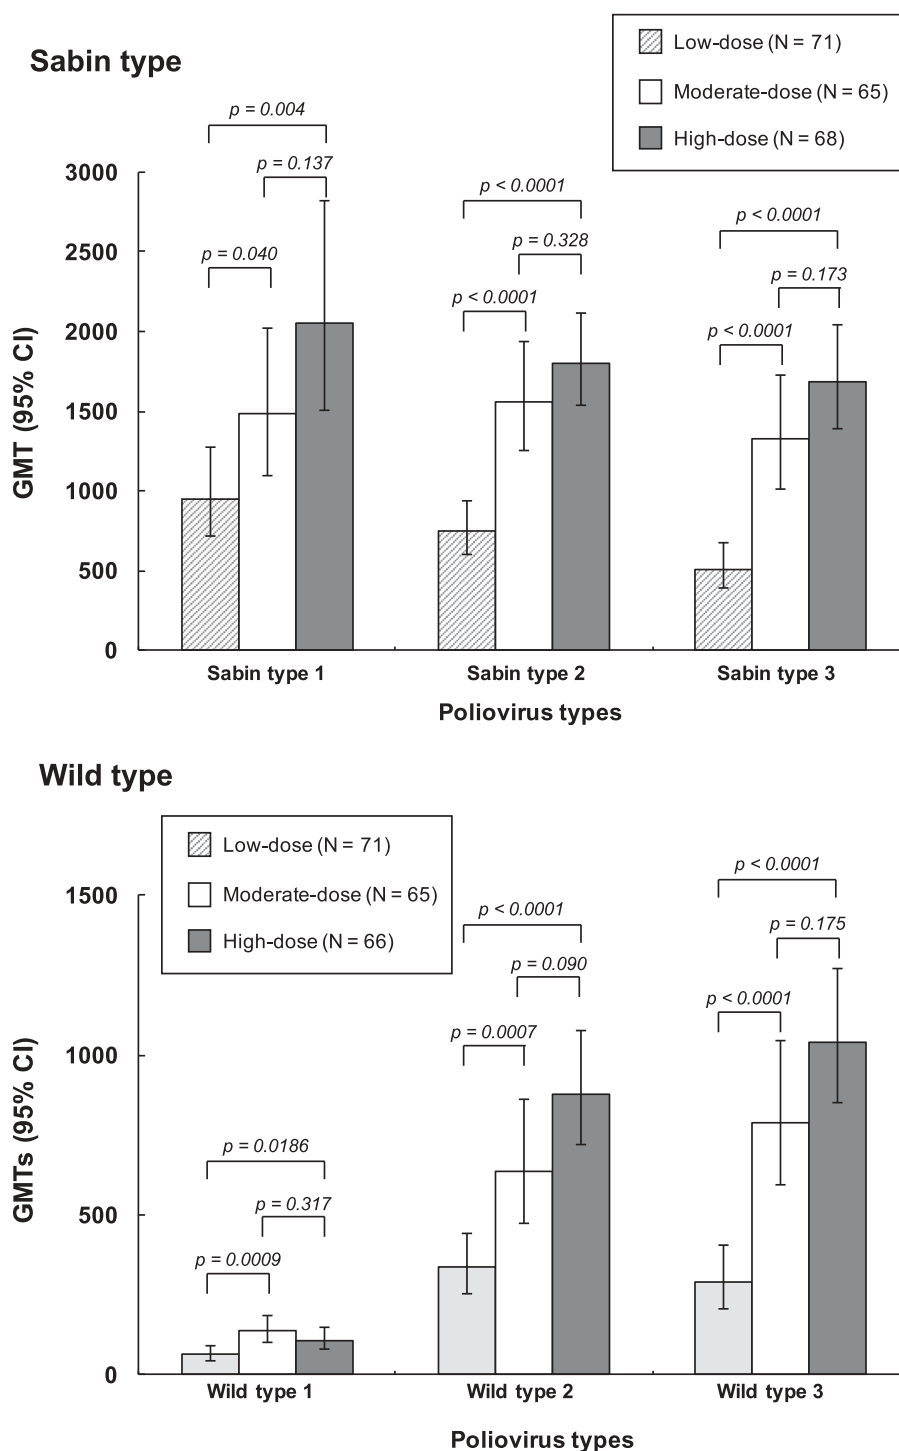 Sabin type
Low-dose (N = 71)
Moderate-dose (N = 65)
High-dose (N = 68)
GMT (95% CI)
3000
2500
2000
1500
1000
500
0
p = 0.004
p = 0.137
p = 0.040
p < 0.0001
p = 0.328
p < 0.0001
p < 0.0001
p = 0.173
p < 0.0001
Sabin type 1
Sabin type 2
Sabin type 3
Poliovirus types
Wild type
Low-dose (N = 71)
Moderate-dose (N = 65)
High-dose (N = 66)
GMTs (95% CI)
1500
1000
500
0
p = 0.0186
p = 0.317
p = 0.0009
p < 0.0001
p = 0.090
p = 0.0007
p < 0.0001
p = 0.175
p < 0.0001
Wild type 1
Wild type 2
Wild type 3
Poliovirus types